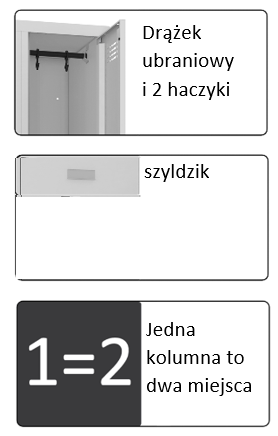 Drążek
ubraniowy
i 2 haczyki
szyldzik
1=2
Jedna
kolumna to
dwa miejsca